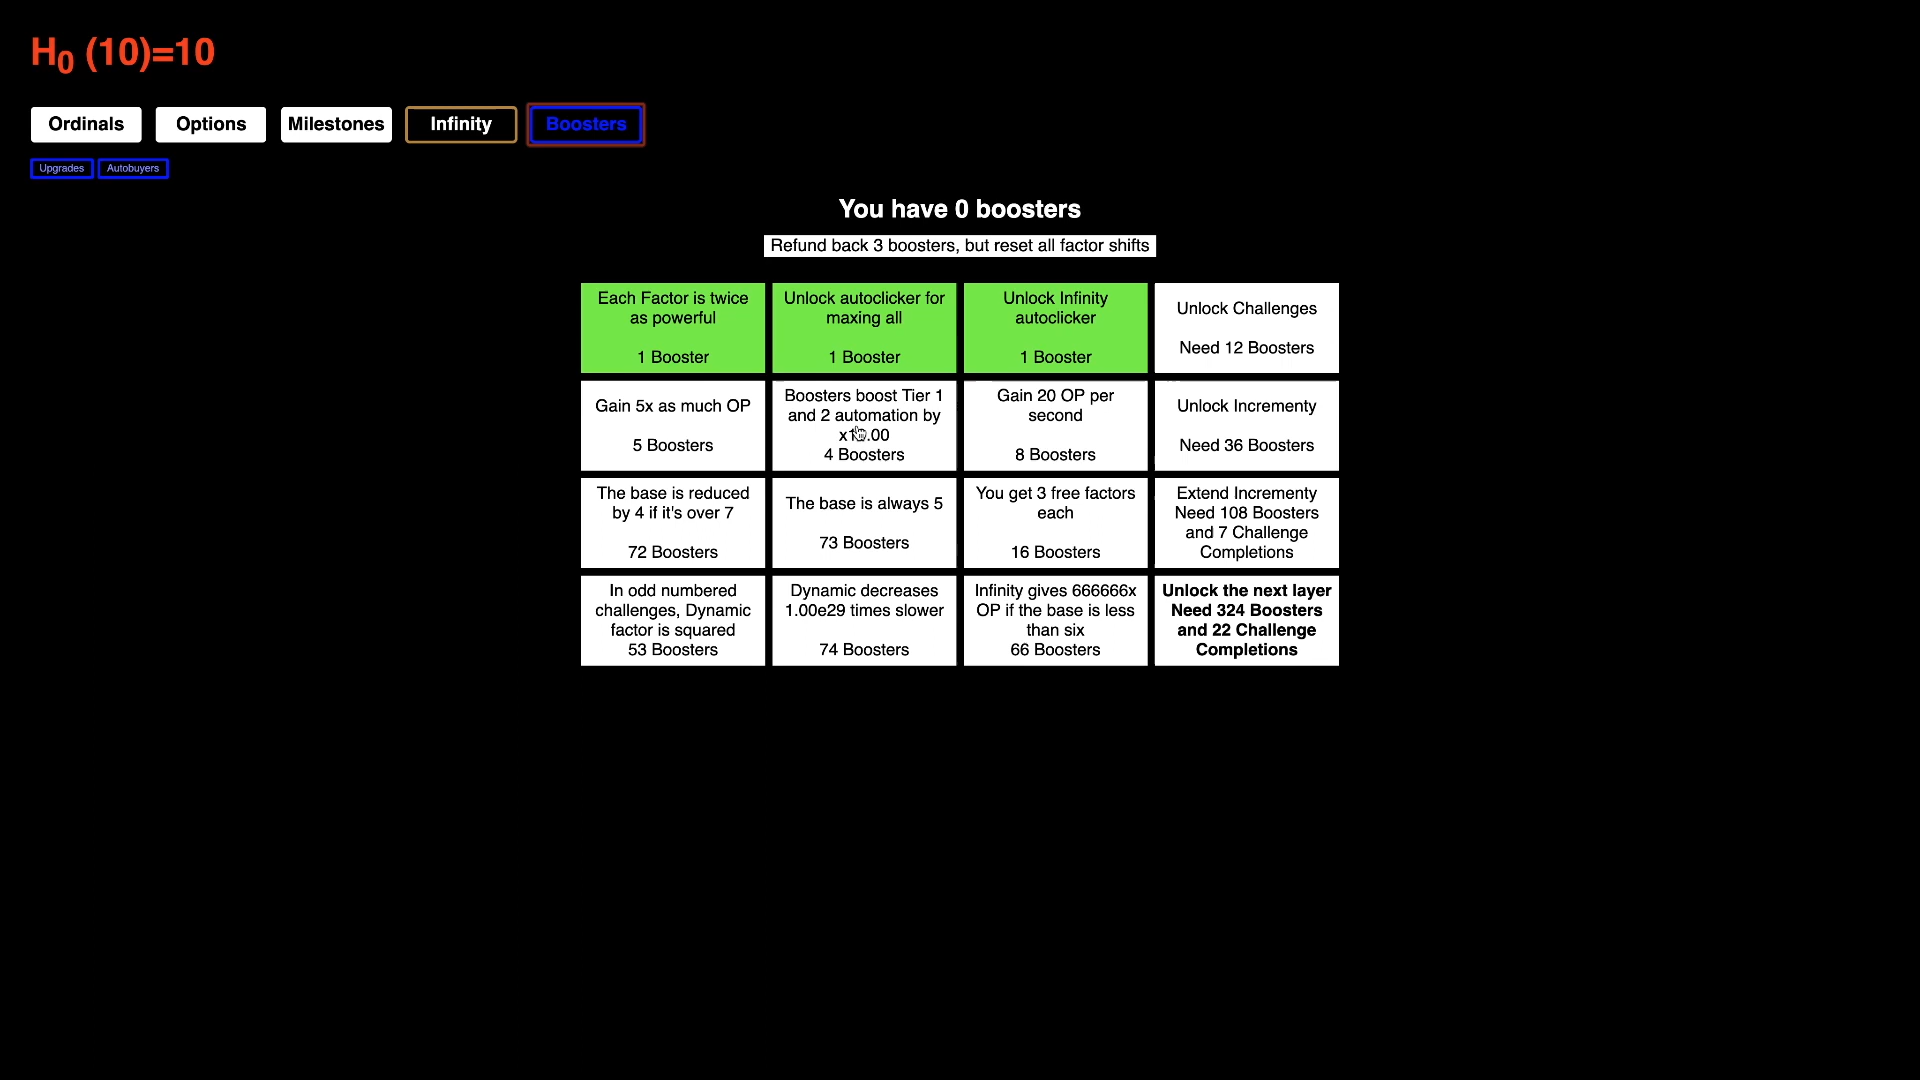 H0 (10)=10
Ordinals
Options
Milestones
Infinity
Boosters
Upgrades
Autobuyers
You have 0 boosters
Refund back 3 boosters, but reset all factor shifts
Each Factor is twice
as powerful
1 Booster
Unlock autoclicker for
maxing all
1 Booster
Unlock Infinity
autoclicker
1 Booster
Unlock Challenges
Need 12 Boosters
Gain 5x as much OP
5 Boosters
Boosters boost Tier 1
and 2 automation by
4 Boosters
Gain 20 OP per
second
8 Boosters
Unlock Incrementy
Need 36 Boosters
The base is reduced
by 4 if it's over 7
72 Boosters
The base is always 5
73 Boosters
You get 3 free factors
each
16 Boosters
Extend Incrementy
Need 108 Boosters
and 7 Challenge
Completions
In odd numbered
challenges, Dynamic
factor is squared
53 Boosters
Dynamic decreases
1.00e29 times slower
74 Boosters
Infinity gives 666666x
OP if the base is less
than six
66 Boosters
Unlock the next layer
Need 324 Boosters
and 22 Challenge
Completions